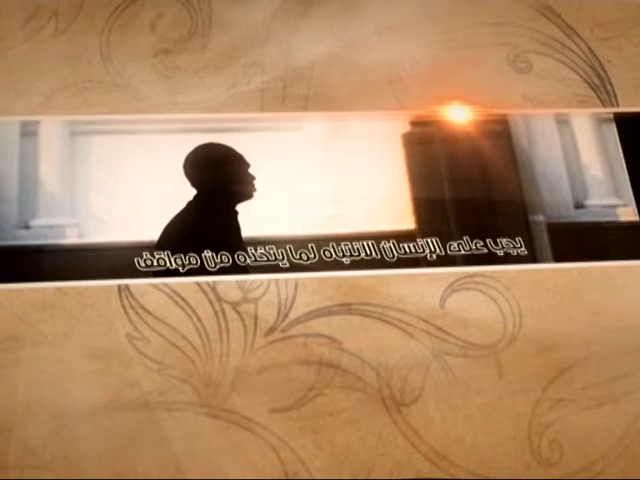 يجب على الإنسان الانتباه لما يتخذه من مواقف